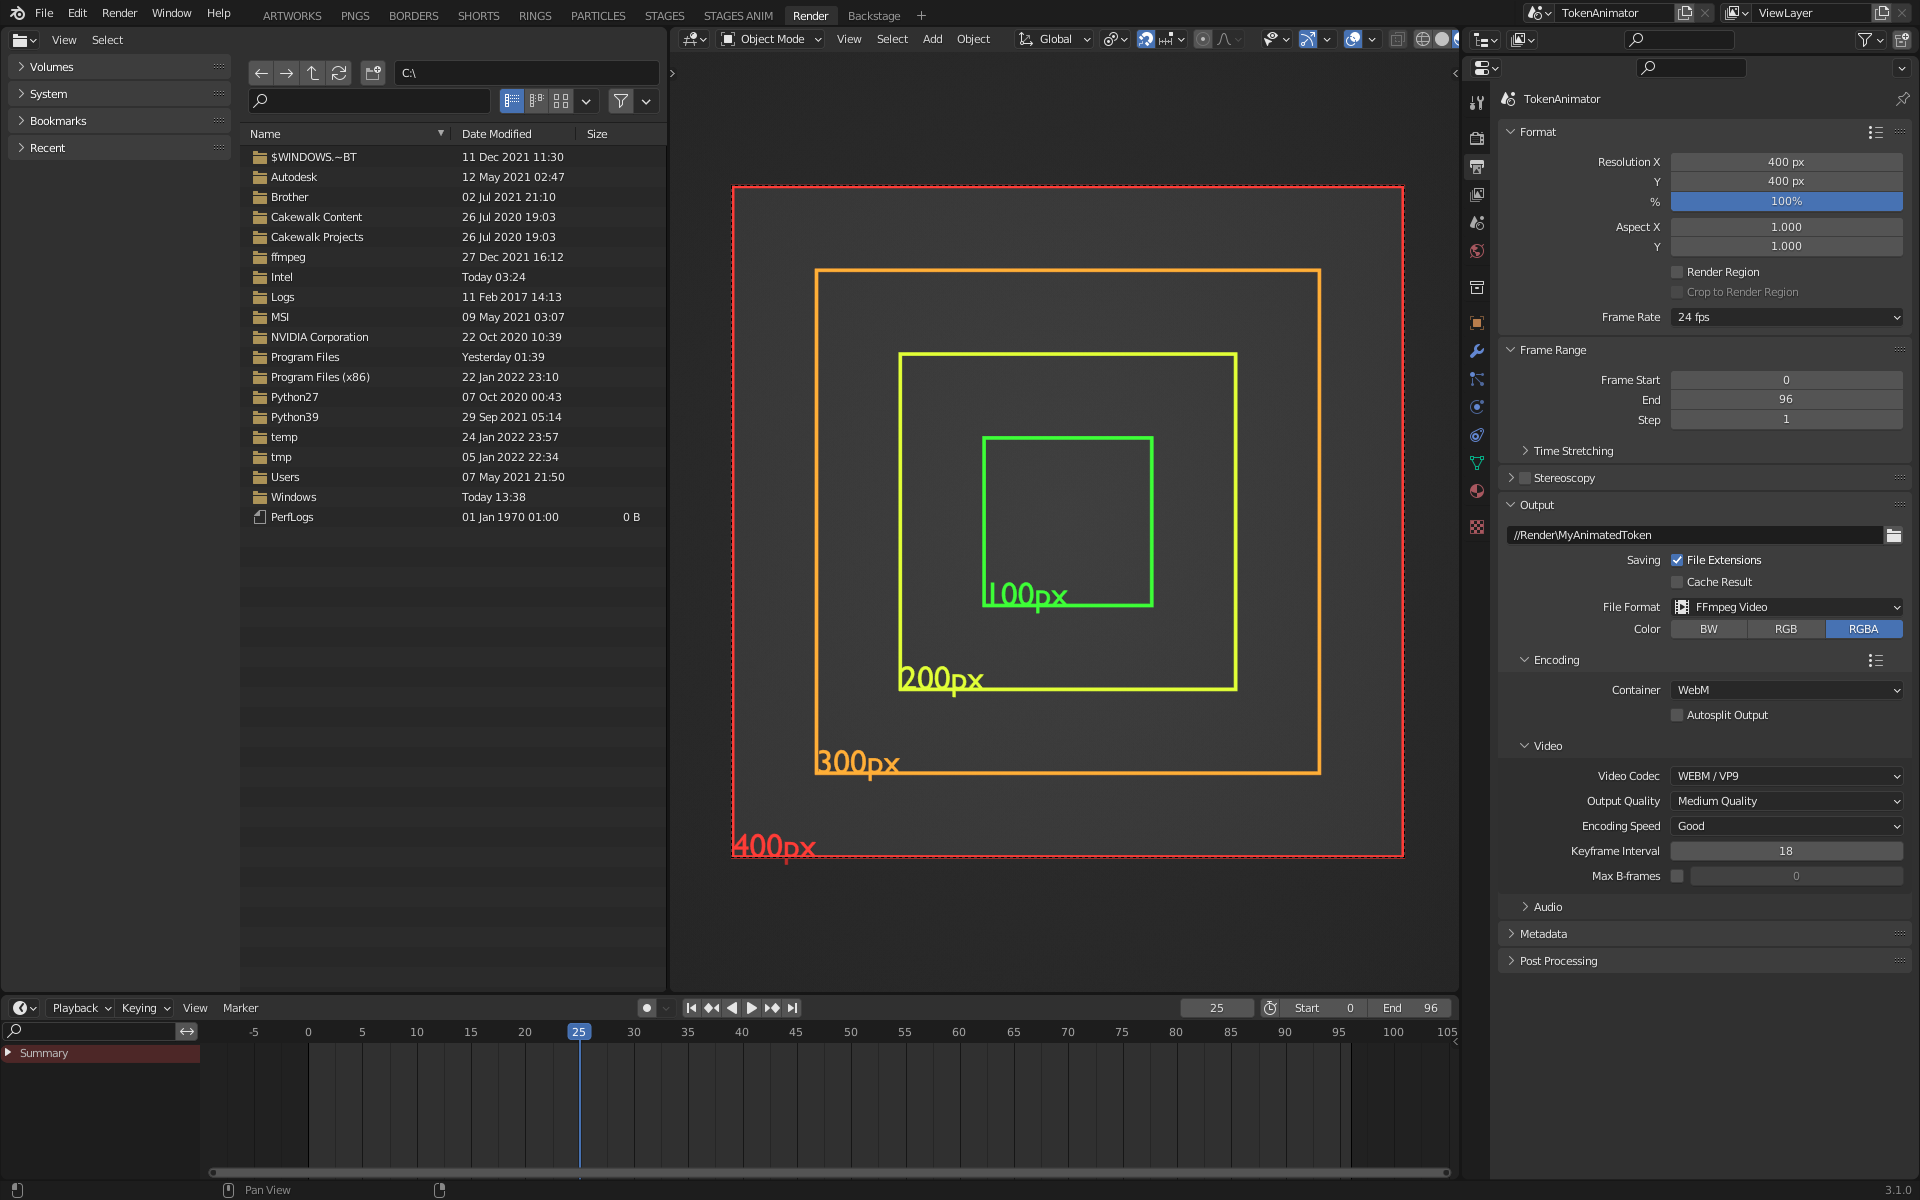 File Edit Render Window Help ARTWORKS PNGS BORDERS SHORTS RINGS PARTICLES STAGES STAGES ANIM Render Backstage + TokenAnimator ViewLayer
View Select
Volumes
System
Bookmarks
Recent
C:\
Name Date Modified Size
$WINDOWS.~BT 11 Dec 2021 11:30
Autodesk 12 May 2021 02:47
Brother 02 Jul 2021 21:10
Cakewalk Content 26 Jul 2020 19:03
Cakewalk Projects 26 Jul 2020 19:03
ffmpeg 27 Dec 2021 16:12
Intel Today 03:24
Logs 11 Feb 2017 14:13
MSI 09 May 2021 03:07
NVIDIA Corporation 22 Oct 2020 10:39
Program Files Yesterday 01:39
Program Files (x86) 22 Jan 2022 23:10
Python27 07 Oct 2020 00:43
Python39 29 Sep 2021 05:14
temp 24 Jan 2022 23:57
tmp 05 Jan 2022 22:34
Users 07 May 2021 21:50
Windows Today 13:38
PerfLogs 01 Jan 1970 01:00 0 B
Object Mode View Select Add Object Global
100px
200px
300px
400px
TokenAnimator
Format
Resolution X 400 px
Y 400 px
% 100%
Aspect X 1.000
Y 1.000
Render Region
Crop to Render Region
Frame Rate 24 fps
Frame Range
Frame Start 0
End 96
Step 1
Time Stretching
Stereoscopy
Output
//Render\MyAnimatedToken
Saving File Extensions
Cache Result
File Format FFmpeg Video
Color BW RGB RGBA
Encoding
Container WebM
Autosplit Output
Video
Video Codec WEBM / VP9
Output Quality Medium Quality
Encoding Speed Good
Keyframe Interval 18
Max B-frames 0
Audio
Metadata
Post Processing
Playback Keying View Marker 25 Start 0 End 96
-5 0 5 10 15 20 25 30 35 40 45 50 55 60 65 70 75 80 85 90 95 100 105
Summary
Pan View 3.1.0